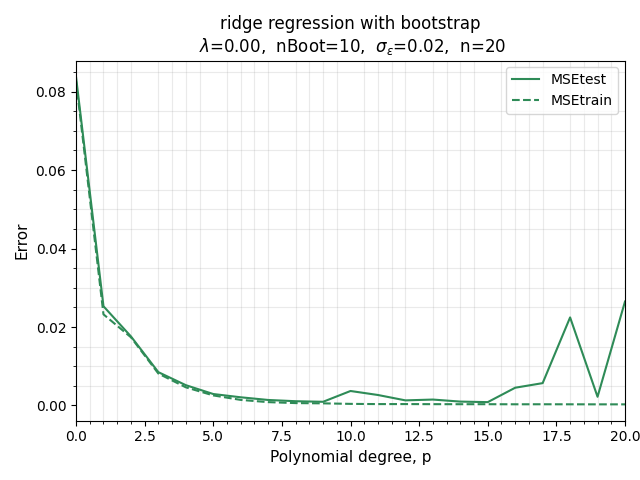 ridge regression with bootstrap
λ=0.00, nBoot=10, σ_ε=0.02, n=20
MSEtest
MSEtrain
Error
0.08
0.06
0.04
0.02
0.00
0.0 2.5 5.0 7.5 10.0 12.5 15.0 17.5 20.0
Polynomial degree, p